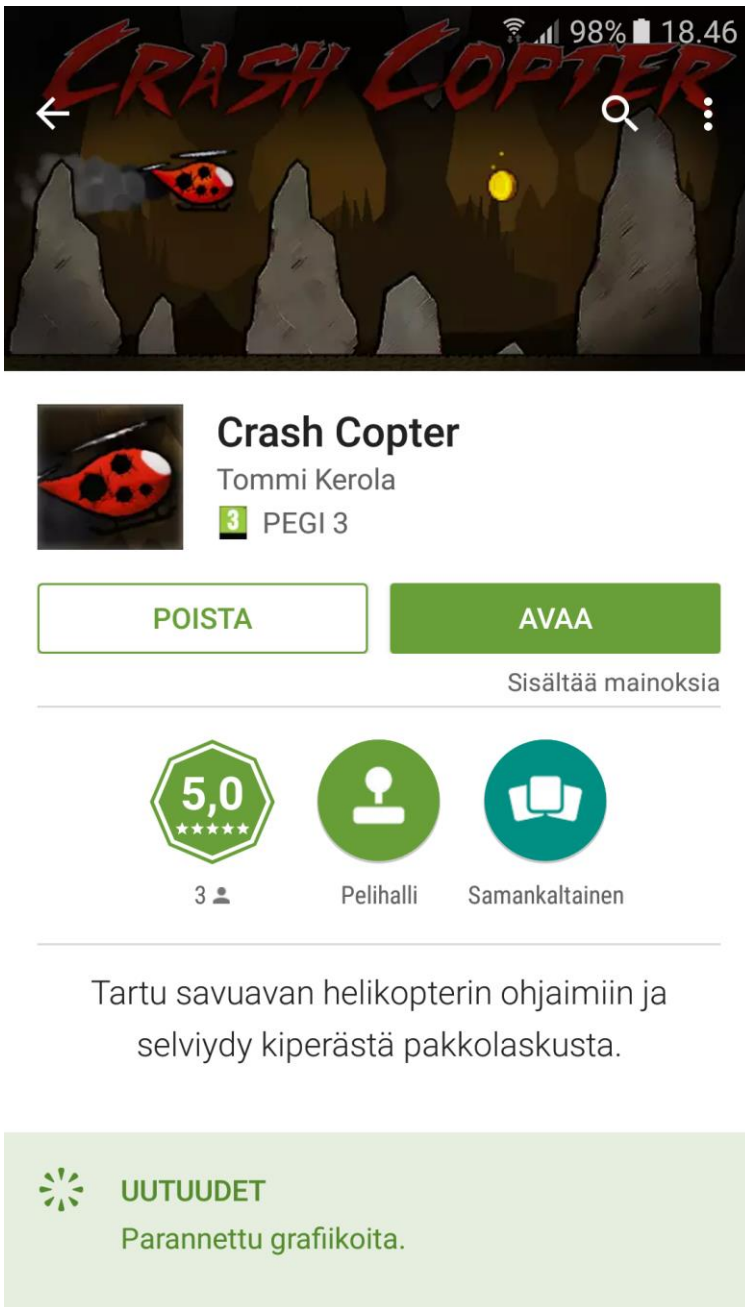 98% 18.46
CRASH COPTER
Crash Copter
Tommi Kerola
3 PEGI 3
POISTA
AVAA
Sisältää mainoksia
5,0
3
Pelihalli
Samankaltainen
Tartu savuavan helikopterin ohjaimiin ja
selviydy kiperästä pakkolaskusta.
UUTUUDET
Parannettu grafiikoita.